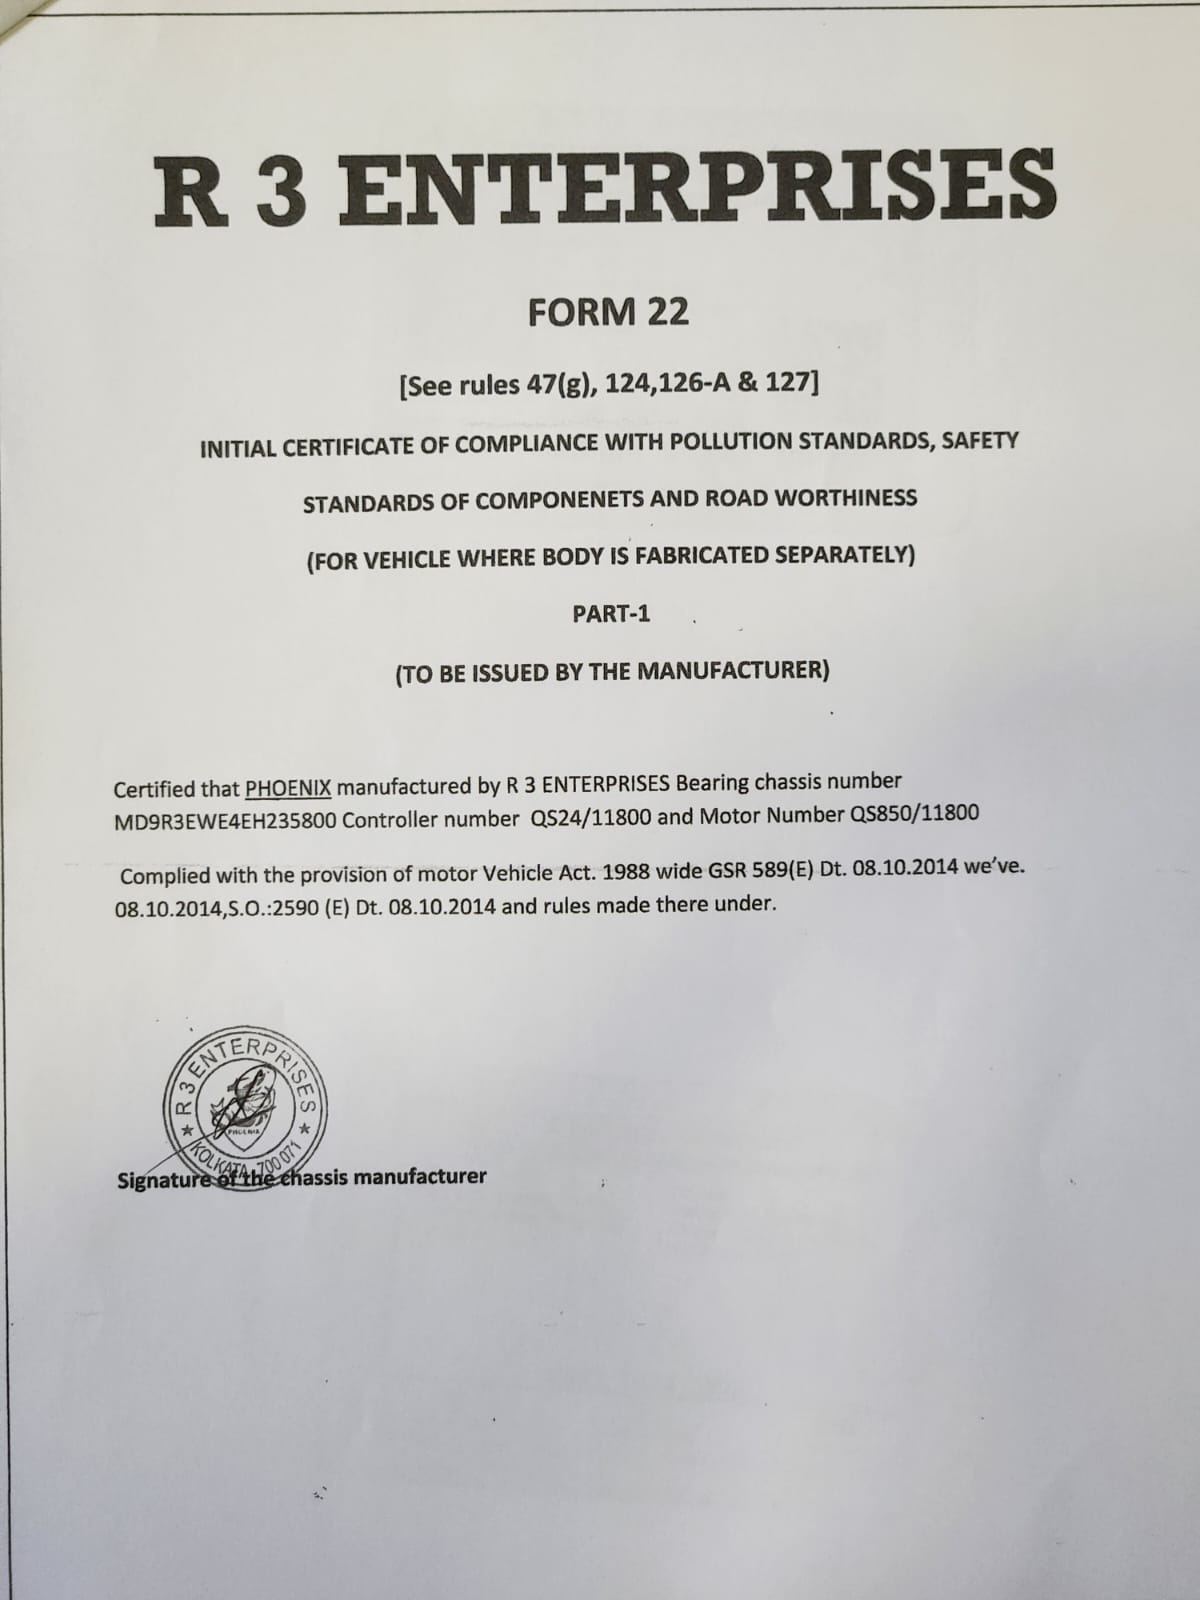 R 3 ENTERPRISES
FORM 22
[See rules 47(g), 124,126-A & 127]
INITIAL CERTIFICATE OF COMPLIANCE WITH POLLUTION STANDARDS, SAFETY
STANDARDS OF COMPONENETS AND ROAD WORTHINESS
(FOR VEHICLE WHERE BODY IS FABRICATED SEPARATELY)
PART-1
(TO BE ISSUED BY THE MANUFACTURER)
Certified that PHOENIX manufactured by R 3 ENTERPRISES Bearing chassis number
MD9R3EWE4EH235800 Controller number QS24/11800 and Motor Number QS850/11800
Complied with the provision of motor Vehicle Act. 1988 wide GSR 589(E) Dt. 08.10.2014 we've.
08.10.2014,S.O.:2590 (E) Dt. 08.10.2014 and rules made there under.
R 3 ENTERPRISES
PHOENIX
KOLKATA-700 071
Signature of the chassis manufacturer